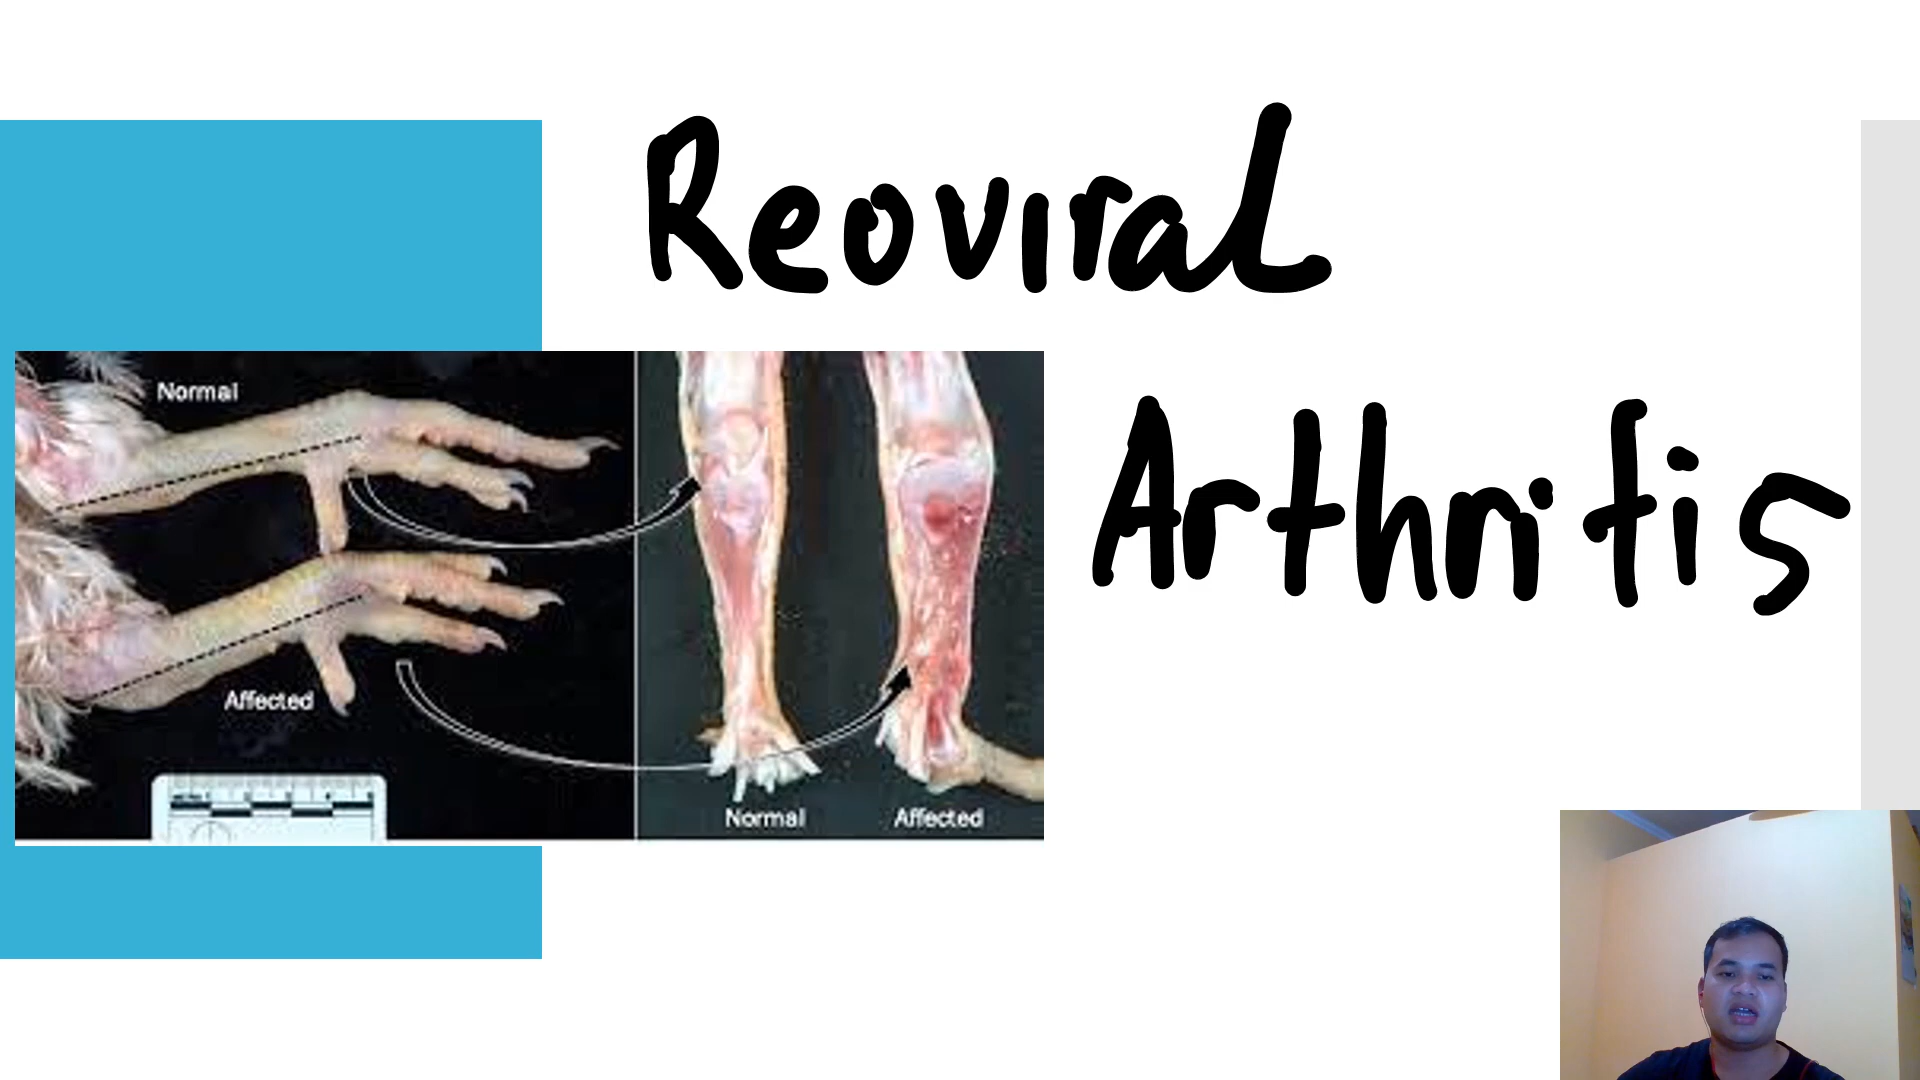 Reoviral
Arthritis
Normal
Affected
Normal
Affected